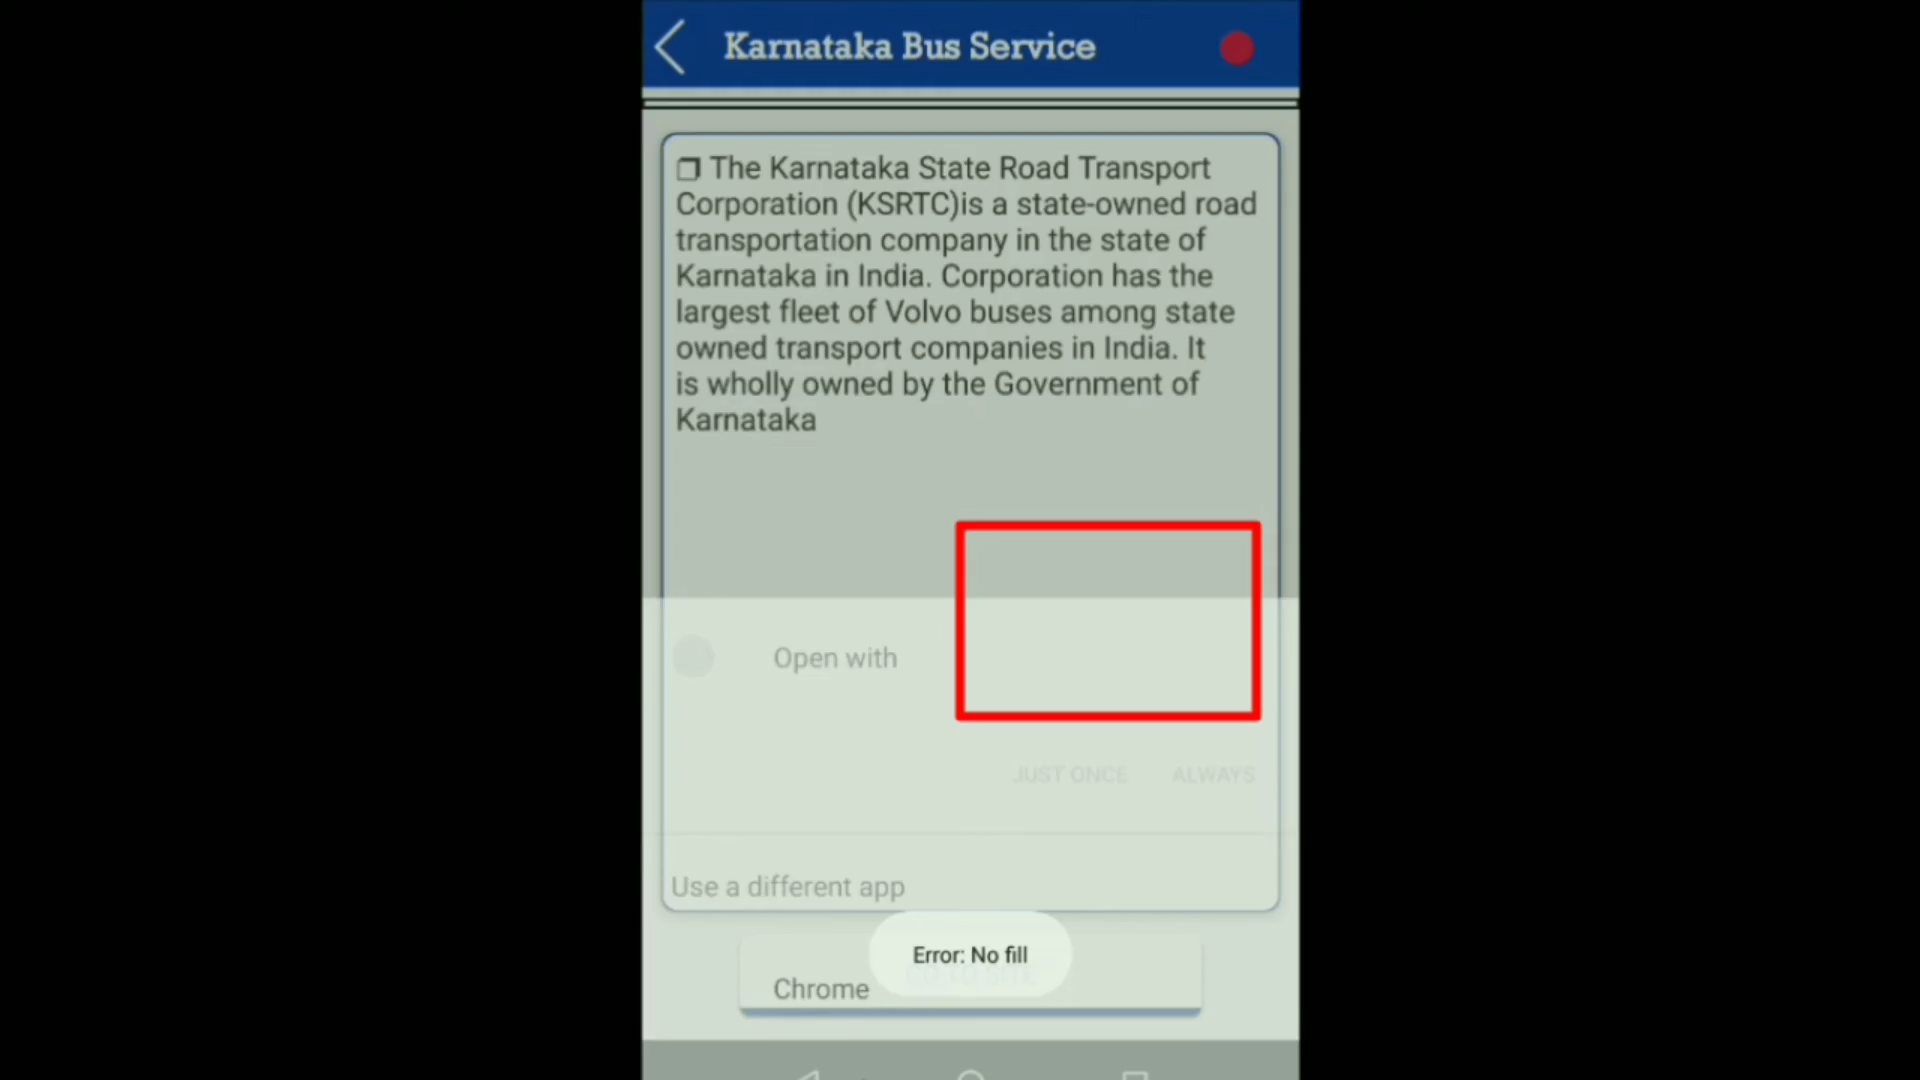 Karnataka Bus Service
❐ The Karnataka State Road Transport
Corporation (KSRTC)is a state-owned road
transportation company in the state of
Karnataka in India. Corporation has the
largest fleet of Volvo buses among state
owned transport companies in India. It
is wholly owned by the Government of
Karnataka
Open with
JUST ONCE ALWAYS
Use a different app
Error: No fill
Chrome